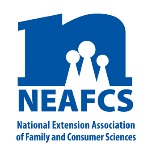 n
NEAFCS
National Extension Association
of Family and Consumer Sciences